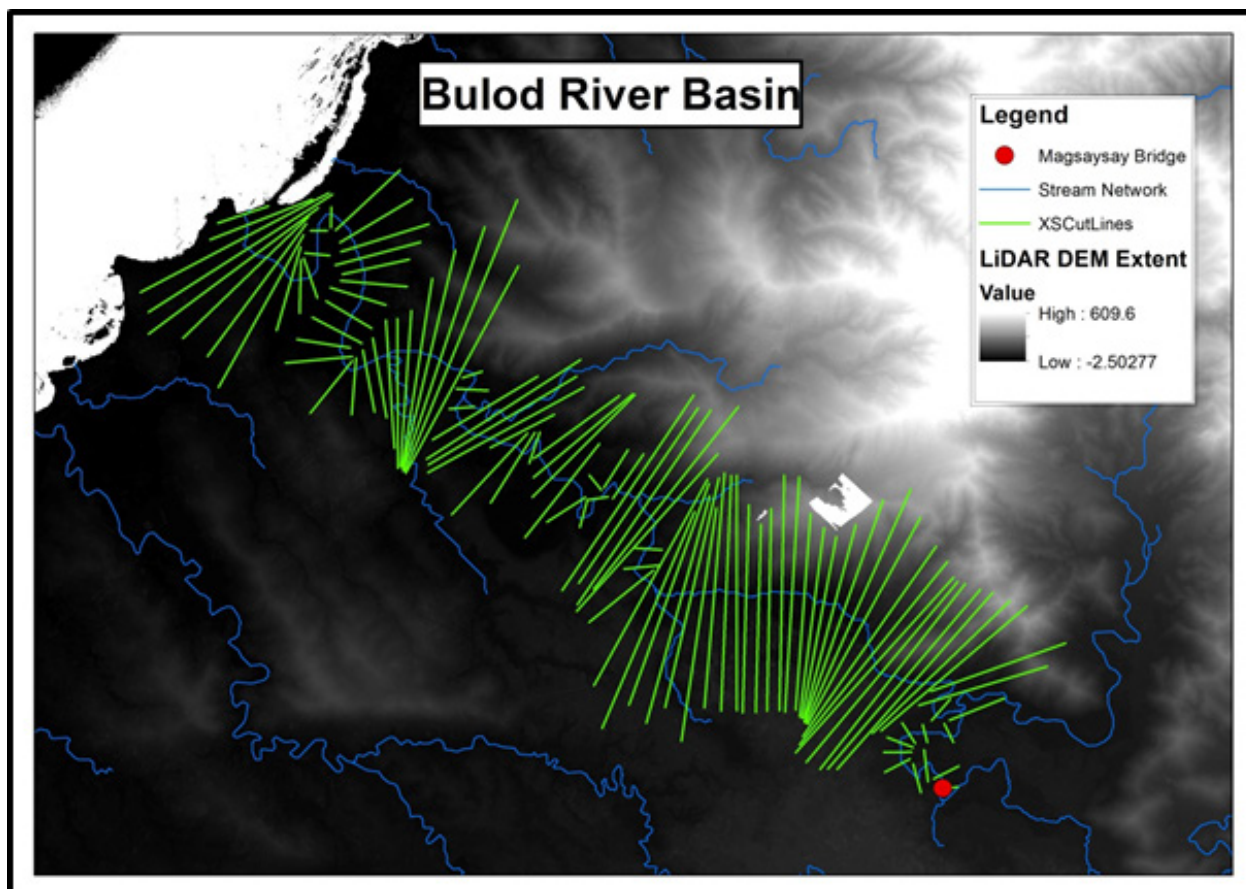 Bulod River Basin
Legend
Magsaysay Bridge
Stream Network
XSCutLines
LiDAR DEM Extent
Value
High : 609.6
Low : -2.50277